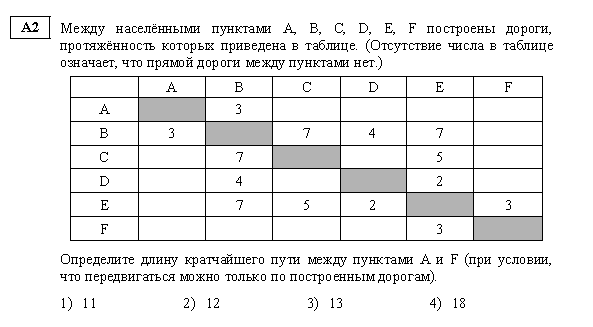 А2 Между населёнными пунктами A, B, C, D, E, F построены дороги,
протяжённость которых приведена в таблице. (Отсутствие числа в таблице
означает, что прямой дороги между пунктами нет.)
A B C D E F
A 3
B 3 7 4 7
C 7 5
D 4 2
E 7 5 2 3
F 3
Определите длину кратчайшего пути между пунктами A и F (при условии,
что передвигаться можно только по построенным дорогам).
1) 11 2) 12 3) 13 4) 18